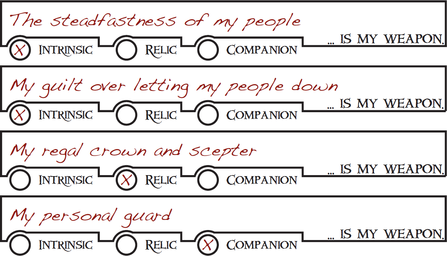 The steadfastness of my people
X Intrinsic Relic Companion ... is my weapon.
My guilt over letting my people down
X Intrinsic Relic Companion ... is my weapon.
My regal crown and scepter
Intrinsic X Relic Companion ... is my weapon.
My personal guard
Intrinsic Relic X Companion ... is my weapon.